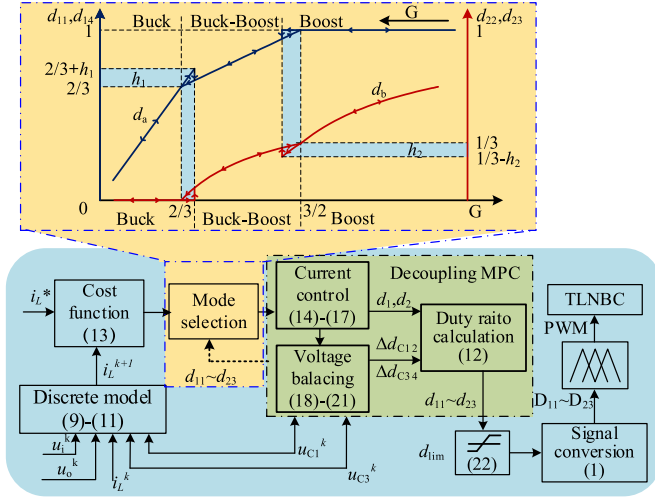 d11,d14 Buck Buck-Boost Boost G d22,d23
1 1
2/3+h1
h1
2/3
da
db
1/3
h2
1/3-h2
0 2/3 3/2 G
Buck Buck-Boost Boost
Decoupling MPC
iL*
Cost
function
(13)
Mode
selection
Current
control
(14)-(17)
d1,d2
Duty raito
calculation
(12)
TLNBC
PWM
iLk+1
d11~d23
Voltage
balacing
(18)-(21)
ΔdC12
ΔdC34
Discrete model
(9)-(11)
d11~d23
D11~D23
uik
uok
iLk
uC1k
uC3k
dlim
(22)
Signal
conversion
(1)